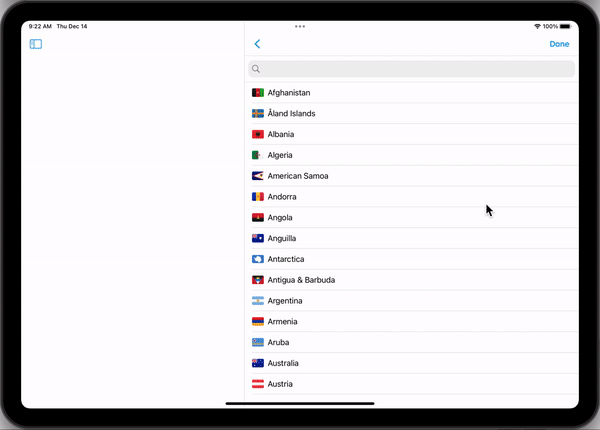 9:22 AM Thu Dec 14
100%
Done
Afghanistan
Åland Islands
Albania
Algeria
American Samoa
Andorra
Angola
Anguilla
Antarctica
Antigua & Barbuda
Argentina
Armenia
Aruba
Australia
Austria